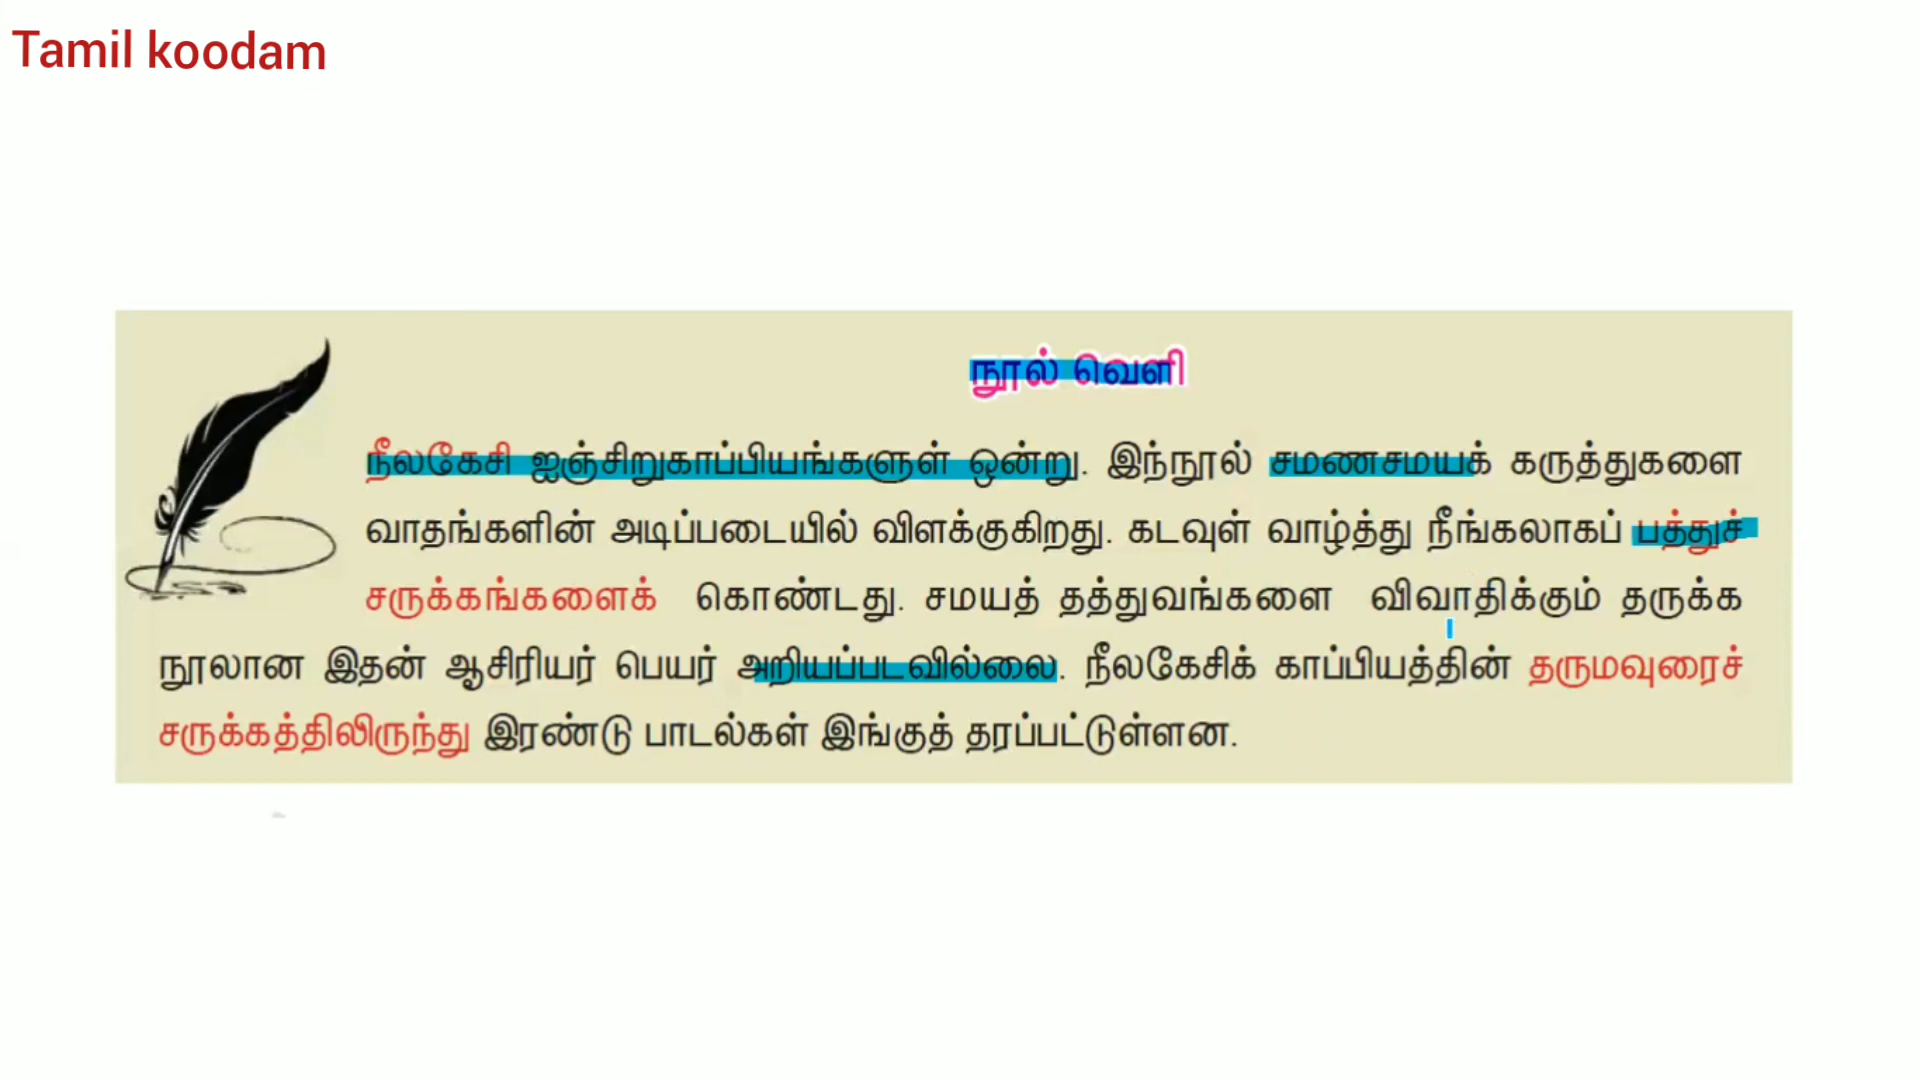 Tamil koodam
நூல் வெளி
நீலகேசி ஐஞ்சிறுகாப்பியங்களுள் ஒன்று. இந்நூல் சமணசமயக் கருத்துகளை
வாதங்களின் அடிப்படையில் விளக்குகிறது. கடவுள் வாழ்த்து நீங்கலாகப் பத்துச்
சருக்கங்களைக் கொண்டது. சமயத் தத்துவங்களை விவாதிக்கும் தருக்க
நூலான இதன் ஆசிரியர் பெயர் அறியப்படவில்லை. நீலகேசிக் காப்பியத்தின் தருமவுரைச்
சருக்கத்திலிருந்து இரண்டு பாடல்கள் இங்குத் தரப்பட்டுள்ளன.